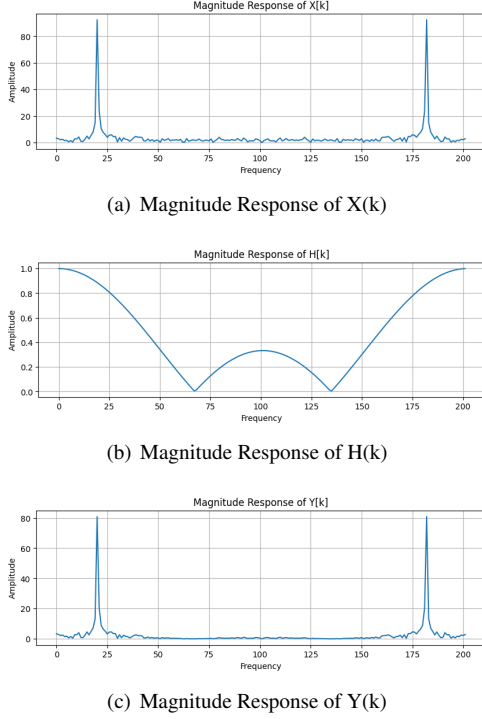 Magnitude Response of X[k]
80
60
40
20
0
Amplitude
0 25 50 75 100 125 150 175 200
Frequency
(a) Magnitude Response of X(k)
Magnitude Response of H[k]
1.0
0.8
0.6
0.4
0.2
0.0
Amplitude
0 25 50 75 100 125 150 175 200
Frequency
(b) Magnitude Response of H(k)
Magnitude Response of Y[k]
80
60
40
20
0
Amplitude
0 25 50 75 100 125 150 175 200
Frequency
(c) Magnitude Response of Y(k)